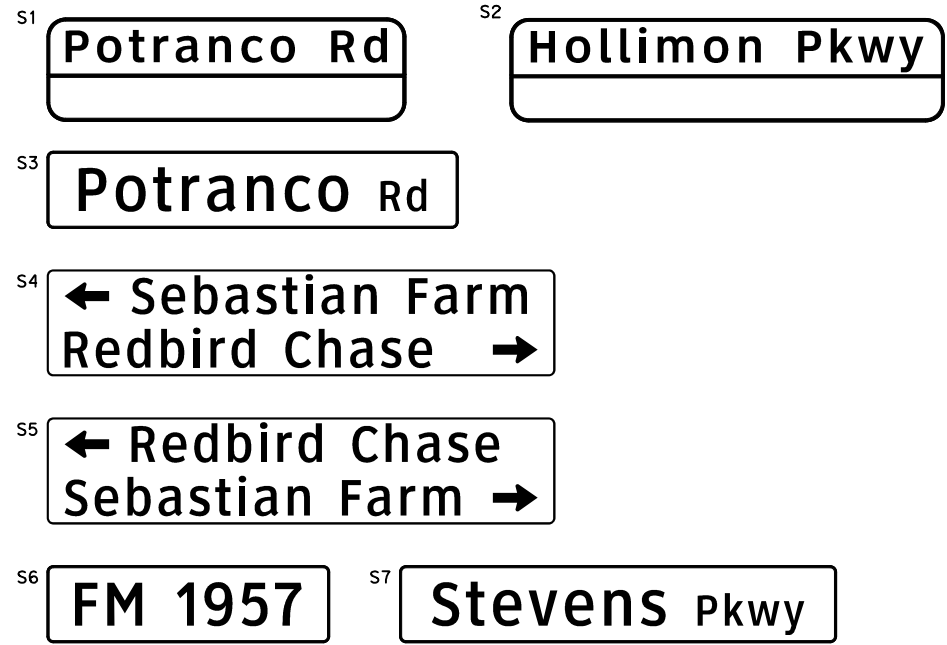 S1
Potranco Rd
S2
Hollimon Pkwy
S3
Potranco Rd
S4
← Sebastian Farm
Redbird Chase →
S5
← Redbird Chase
Sebastian Farm →
S6
FM 1957
S7
Stevens Pkwy